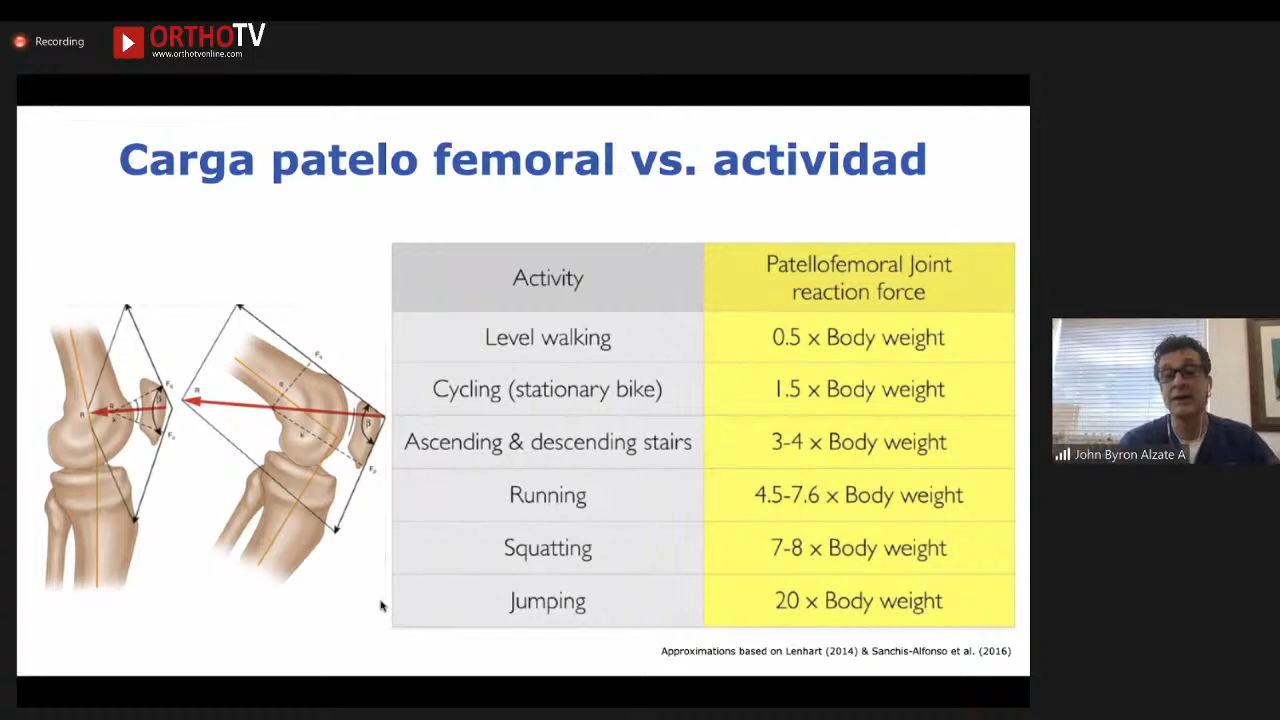 Recording
ORTHOTV
www.orthotvonline.com
Carga patelo femoral vs. actividad
Activity
Patellofemoral Joint
reaction force
Level walking
0.5 x Body weight
Cycling (stationary bike)
1.5 x Body weight
Ascending & descending stairs
3-4 x Body weight
Running
4.5-7.6 x Body weight
Squatting
7-8 x Body weight
Jumping
20 x Body weight
Approximations based on Lenhart (2014) & Sanchis-Alfonso et al. (2016)
John Byron Alzate A